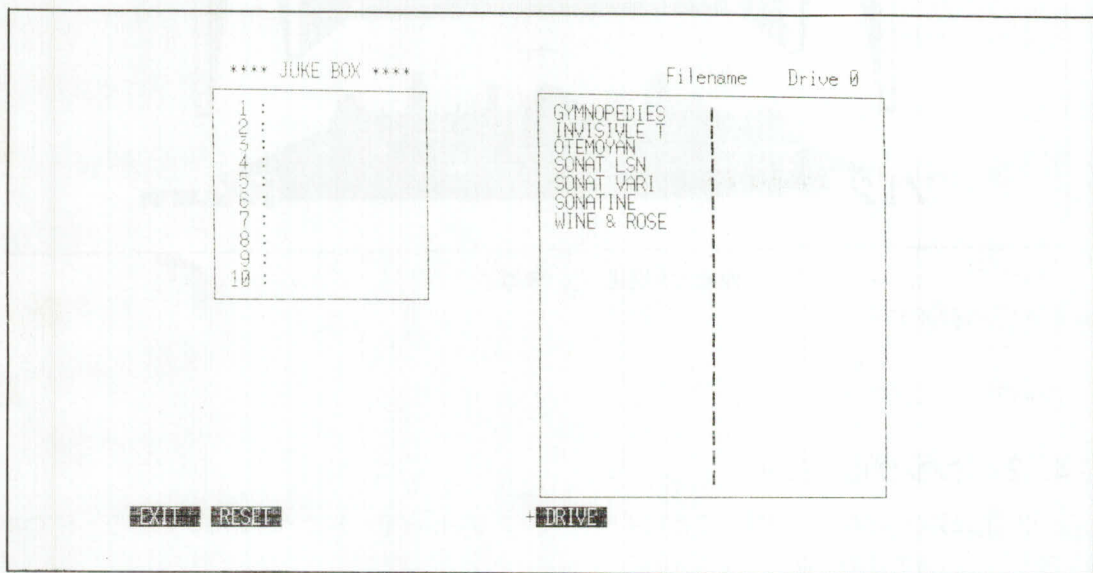 **** JUKE BOX ****
1 :
2 :
3 :
4 :
5 :
6 :
7 :
8 :
9 :
10 :
Filename Drive 0
GYMNOPEDIES
INVISIVLE T
OTEMOYAN
SONAT LSN
SONAT VARI
SONATINE
WINE & ROSE
EXIT RESET
+ DRIVE